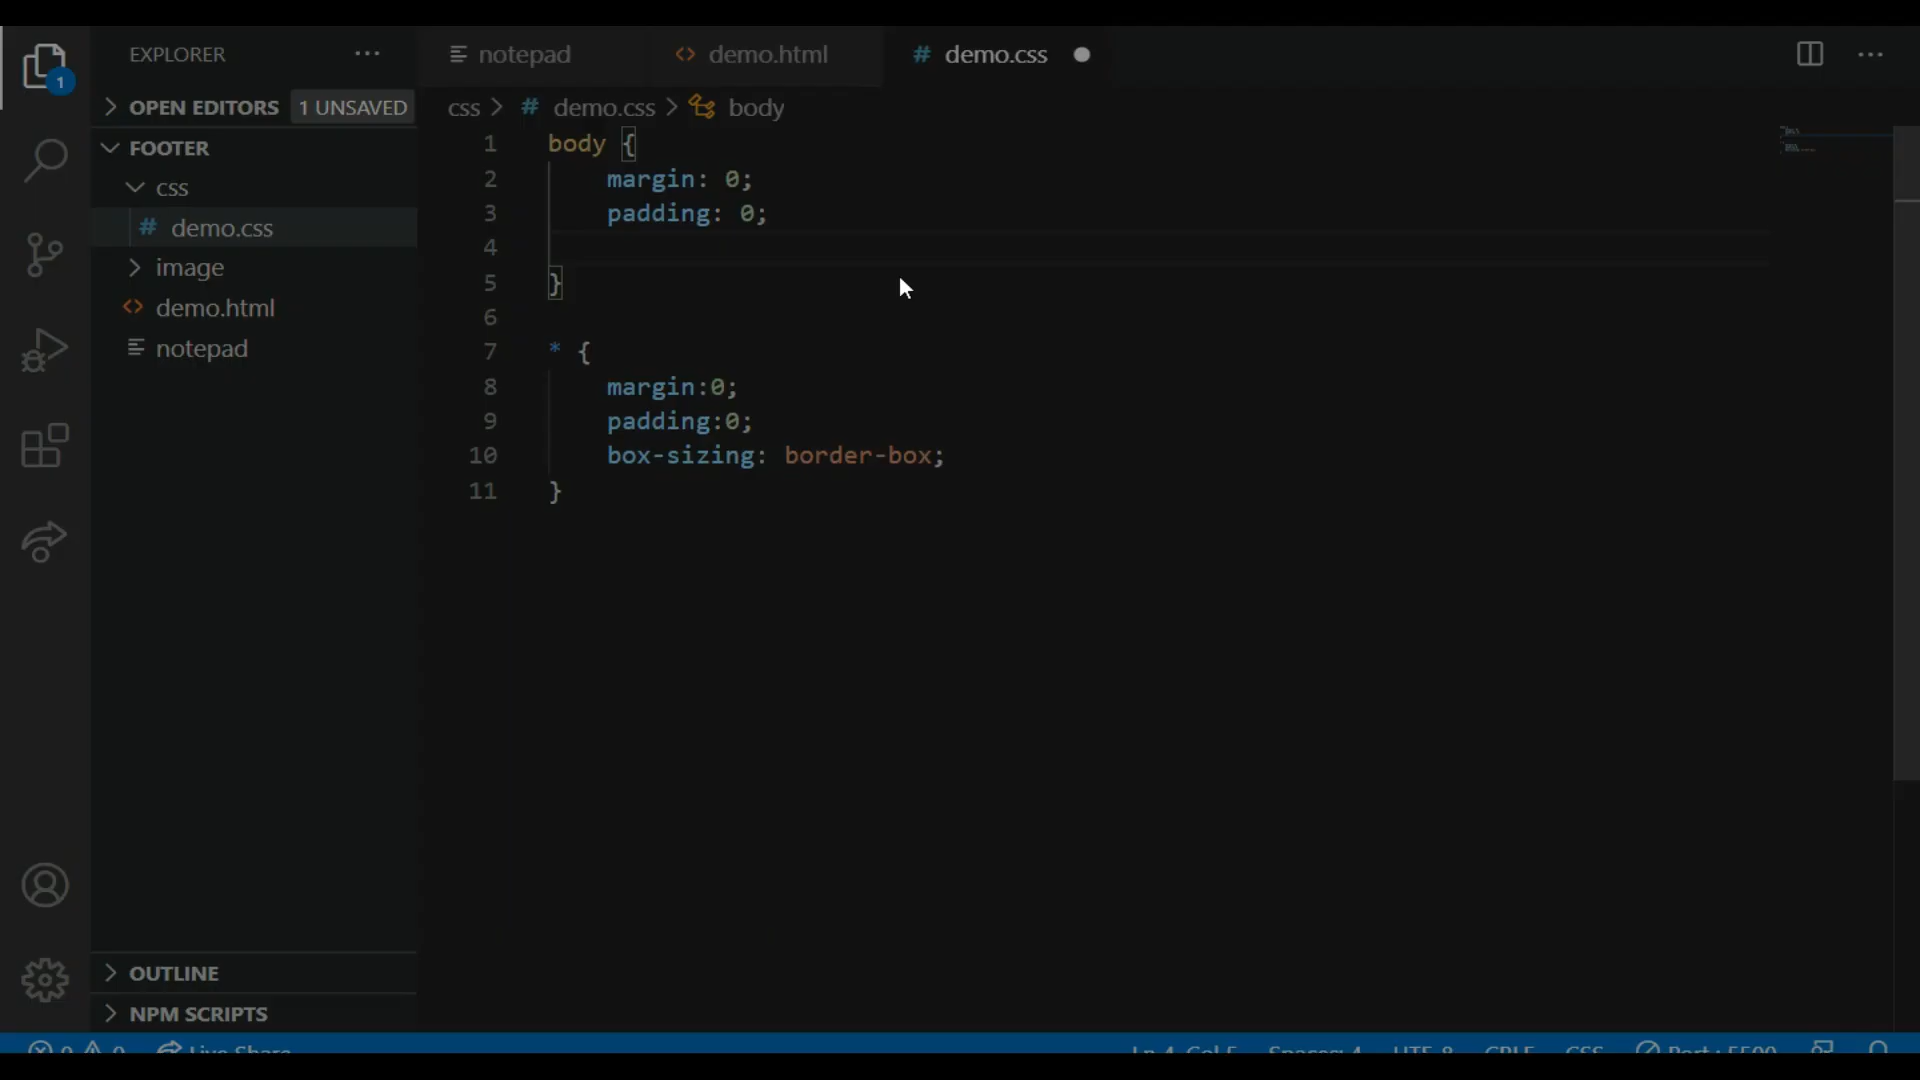 EXPLORER
1
OPEN EDITORS 1 UNSAVED
FOOTER
css
# demo.css
image
<> demo.html
notepad
OUTLINE
NPM SCRIPTS
notepad <> demo.html # demo.css
css > # demo.css > body
1 body {
2 margin: 0;
3 padding: 0;
4
5 }
6
7 * {
8 margin:0;
9 padding:0;
10 box-sizing: border-box;
11 }
0 0 Live Share Ln 4, Col 5 Spaces: 4 UTF-8 CRLF CSS Port : 5500